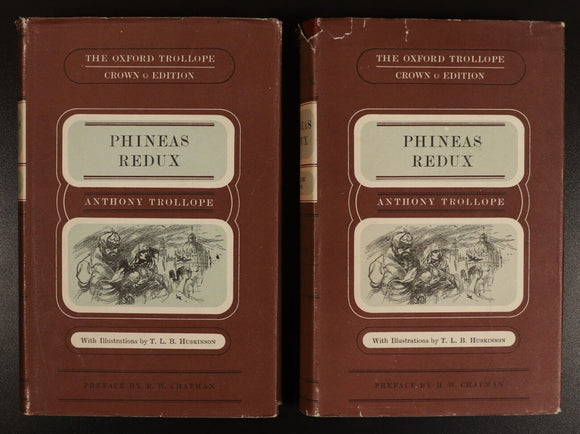 THE OXFORD TROLLOPE
CROWN & EDITION
PHINEAS
REDUX
ANTHONY TROLLOPE
With Illustrations by T. L. B. HUSKINSON
PREFACE BY R. W. CHAPMAN
THE OXFORD TROLLOPE
CROWN & EDITION
PHINEAS
REDUX
ANTHONY TROLLOPE
With Illustrations by T. L. B. HUSKINSON
PREFACE BY R. W. CHAPMAN